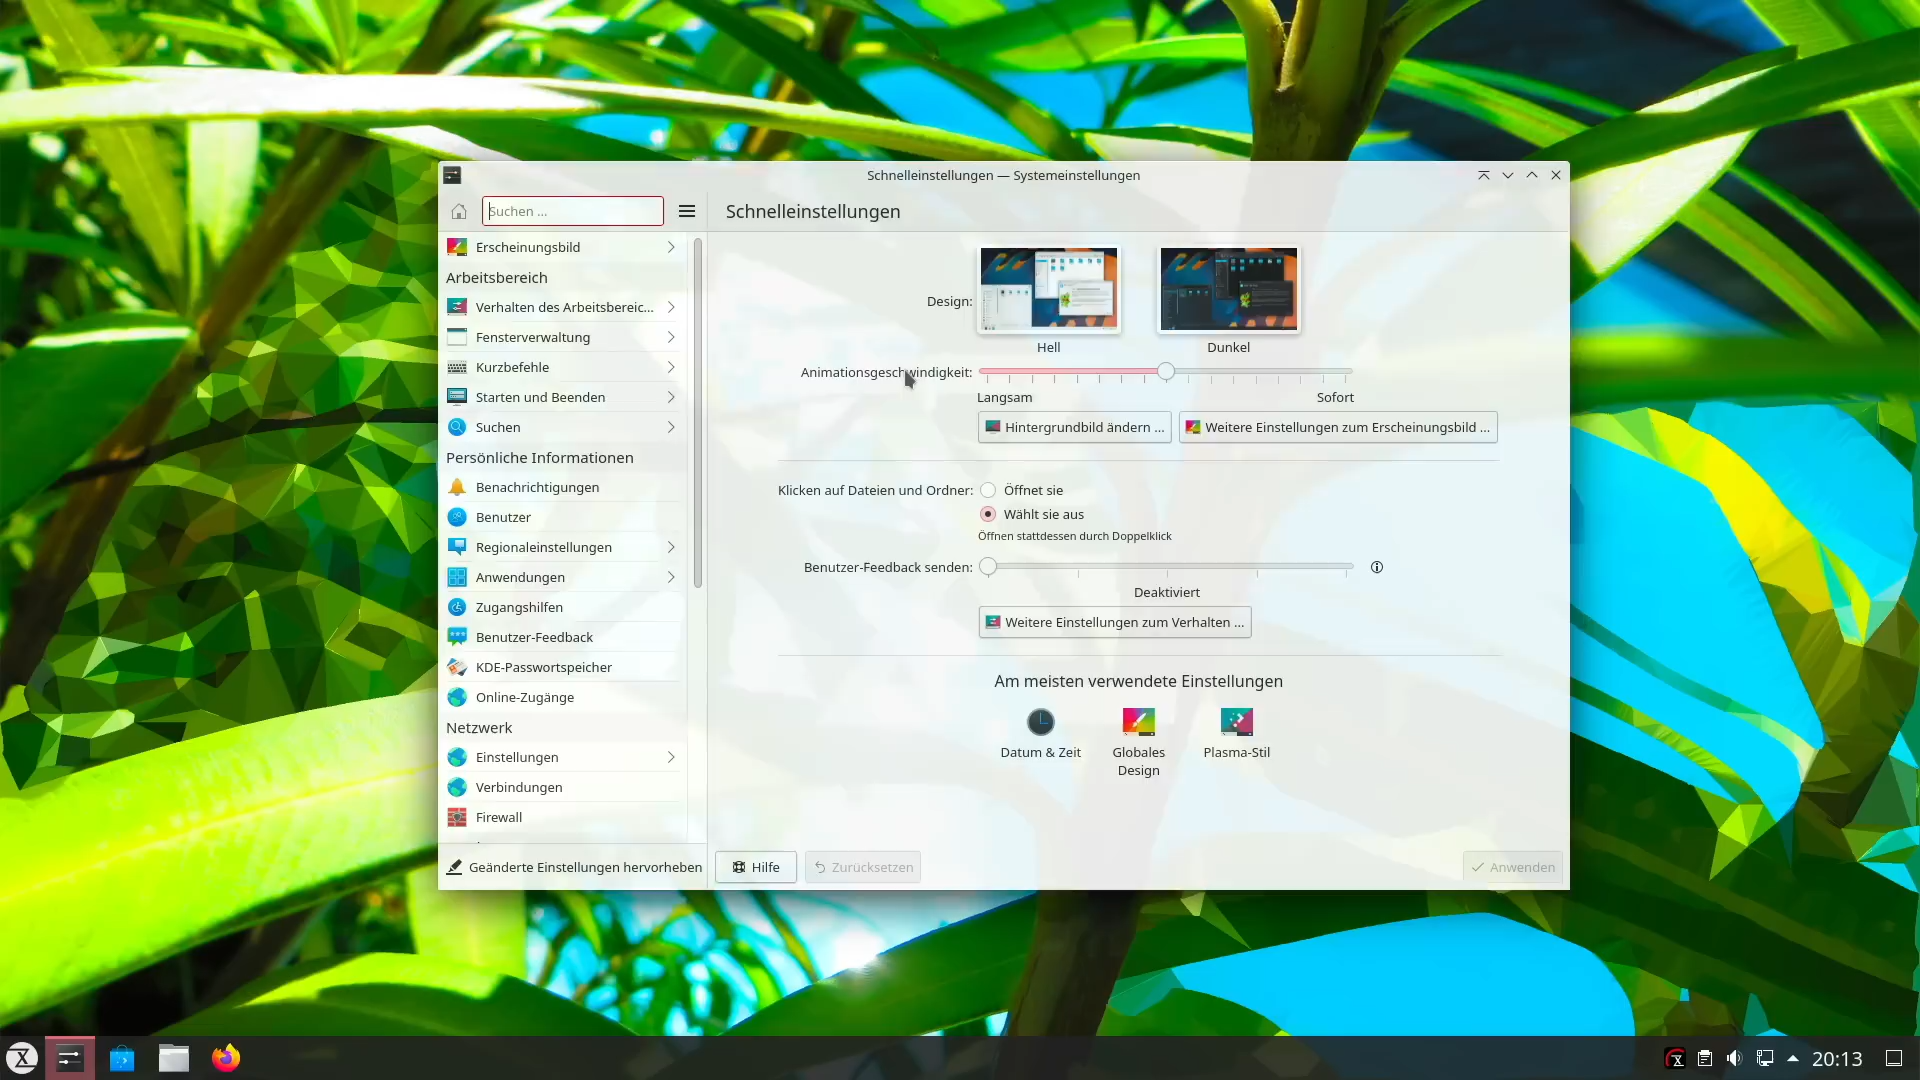 Schnelleinstellungen — Systemeinstellungen
Suchen ...
Schnelleinstellungen
Erscheinungsbild
Arbeitsbereich
Verhalten des Arbeitsbereic...
Fensterverwaltung
Kurzbefehle
Starten und Beenden
Suchen
Persönliche Informationen
Benachrichtigungen
Benutzer
Regionaleinstellungen
Anwendungen
Zugangshilfen
Benutzer-Feedback
KDE-Passwortspeicher
Online-Zugänge
Netzwerk
Einstellungen
Verbindungen
Firewall
Geänderte Einstellungen hervorheben
Design:
Hell
Dunkel
Animationsgeschwindigkeit:
Langsam
Sofort
Hintergrundbild ändern ...
Weitere Einstellungen zum Erscheinungsbild ...
Klicken auf Dateien und Ordner:
Öffnet sie
Wählt sie aus
Öffnen stattdessen durch Doppelklick
Benutzer-Feedback senden:
Deaktiviert
Weitere Einstellungen zum Verhalten ...
Am meisten verwendete Einstellungen
Datum & Zeit
Globales
Design
Plasma-Stil
Hilfe
Zurücksetzen
Anwenden
20:13